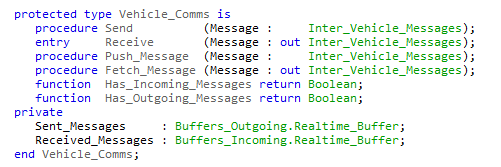 protected type Vehicle_Comms is
procedure Send (Message : Inter_Vehicle_Messages);
entry Receive (Message : out Inter_Vehicle_Messages);
procedure Push_Message (Message : Inter_Vehicle_Messages);
procedure Fetch_Message (Message : out Inter_Vehicle_Messages);
function Has_Incoming_Messages return Boolean;
function Has_Outgoing_Messages return Boolean;
private
Sent_Messages : Buffers_Outgoing.Realtime_Buffer;
Received_Messages : Buffers_Incoming.Realtime_Buffer;
end Vehicle_Comms;